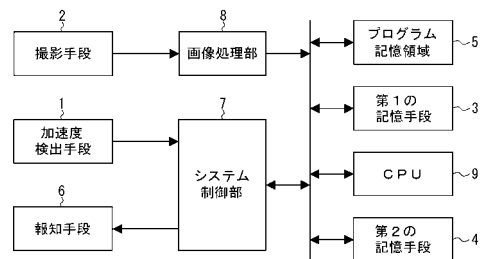 2
撮影手段
8
画像処理部
プログラム
記憶領域
5
1
加速度
検出手段
7
システム
制御部
第1の
記憶手段
3
6
報知手段
CPU
9
第2の
記憶手段
4